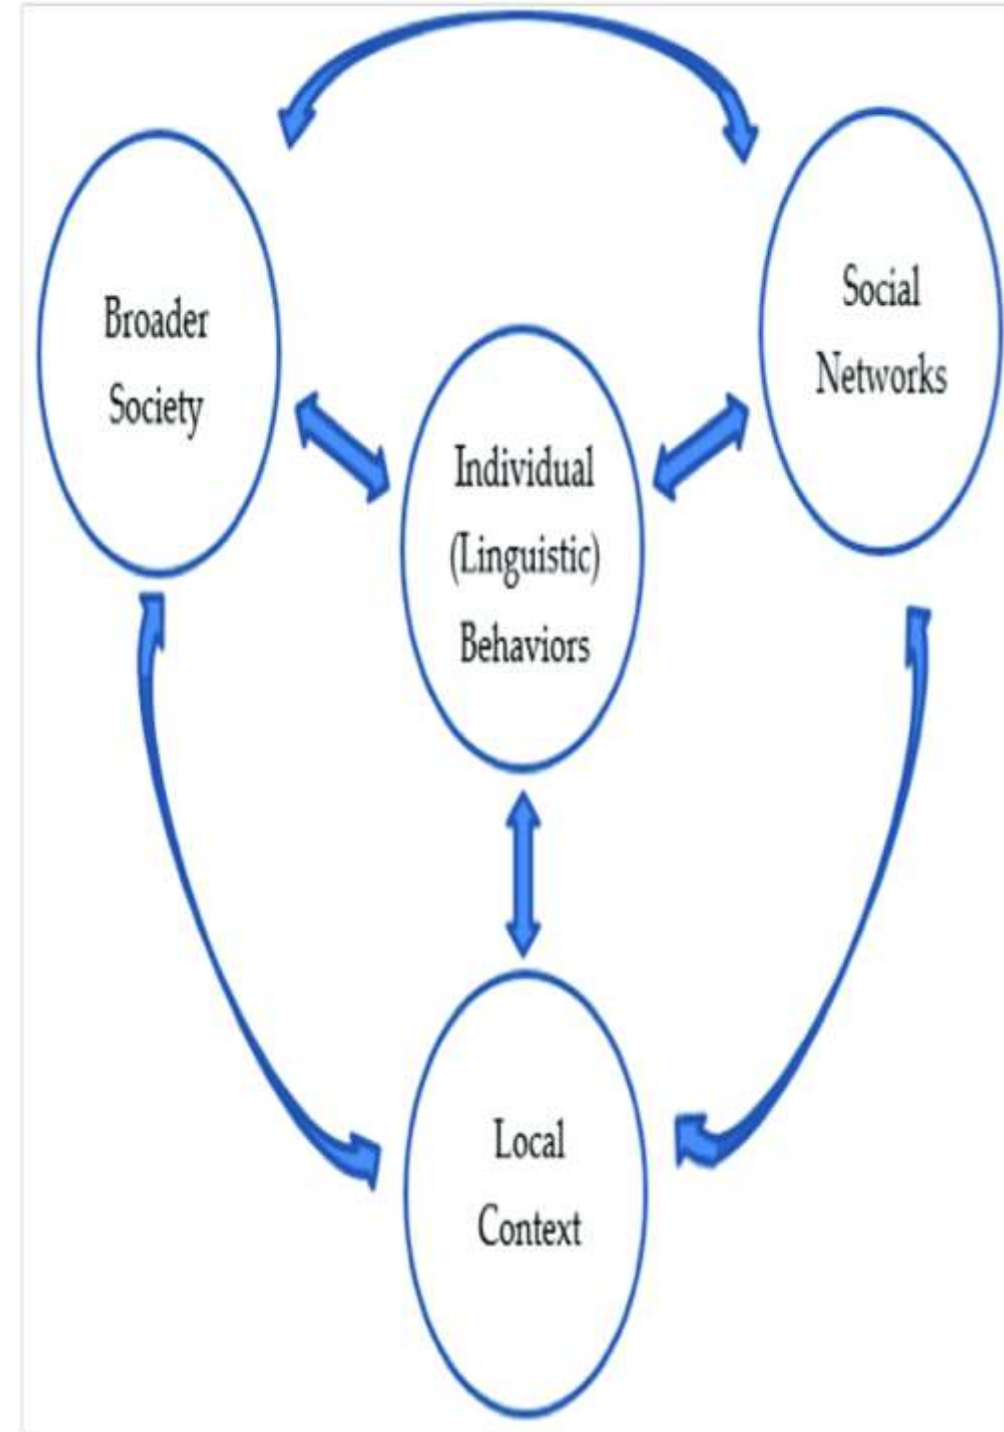 Broader
Society
Social
Networks
Individual
(Linguistic)
Behaviors
Local
Context